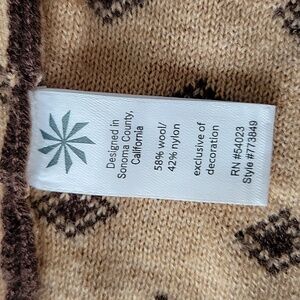 Designed in
Sonoma County,
California
58% wool/
42% nylon
exclusive of
decoration
RN #54023
Style #773849